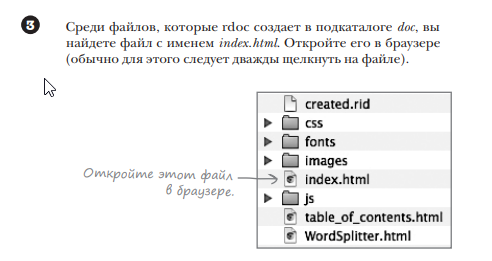 3 Среди файлов, которые rdoc создает в подкаталоге doc, вы
найдете файл с именем index.html. Откройте его в браузере
(обычно для этого следует дважды щелкнуть на файле).
created.rid
css
fonts
images
Откройте этот файл
в браузере.
index.html
js
table_of_contents.html
WordSplitter.html